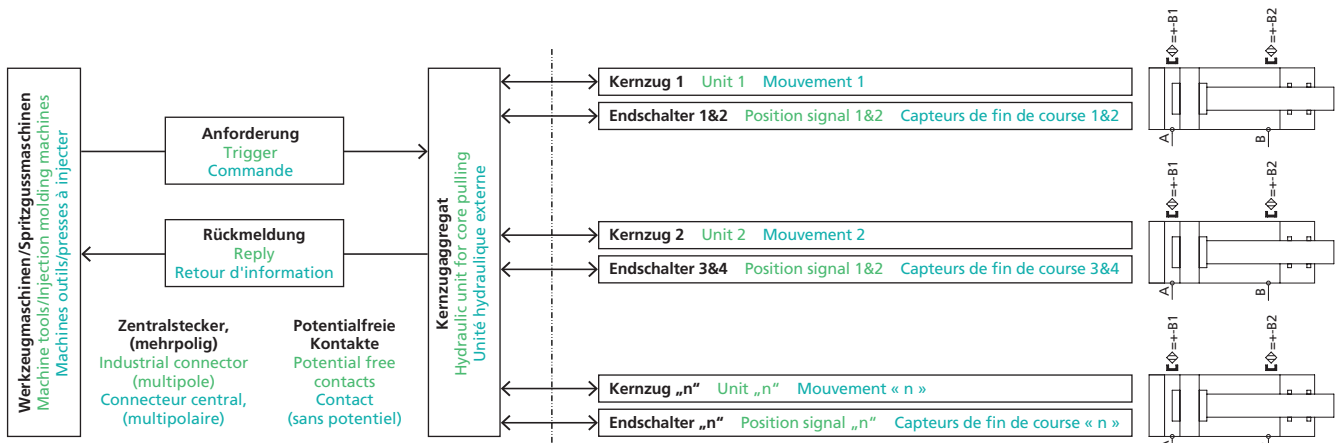 Werkzeugmaschinen/Spritzgussmaschinen
Machine tools/Injection molding machines
Machines outils/presses à injecter
Anforderung
Trigger
Commande
Rückmeldung
Reply
Retour d'information
Zentralstecker,
(mehrpolig)
Industrial connector
(multipole)
Connecteur central,
(multipolaire)
Potentialfreie
Kontakte
Potential free
contacts
Contact
(sans potentiel)
Kernzugaggregat
Hydraulic unit for core pulling
Unité hydraulique externe
Kernzug 1 Unit 1 Mouvement 1
Endschalter 1&2 Position signal 1&2 Capteurs de fin de course 1&2
=+-B1
=+-B2
A
B
Kernzug 2 Unit 2 Mouvement 2
Endschalter 3&4 Position signal 1&2 Capteurs de fin de course 3&4
=+-B1
=+-B2
A
B
Kernzug „n“ Unit „n“ Mouvement « n »
Endschalter „n“ Position signal „n“ Capteurs de fin de course « n »
=+-B1
=+-B2
A
B